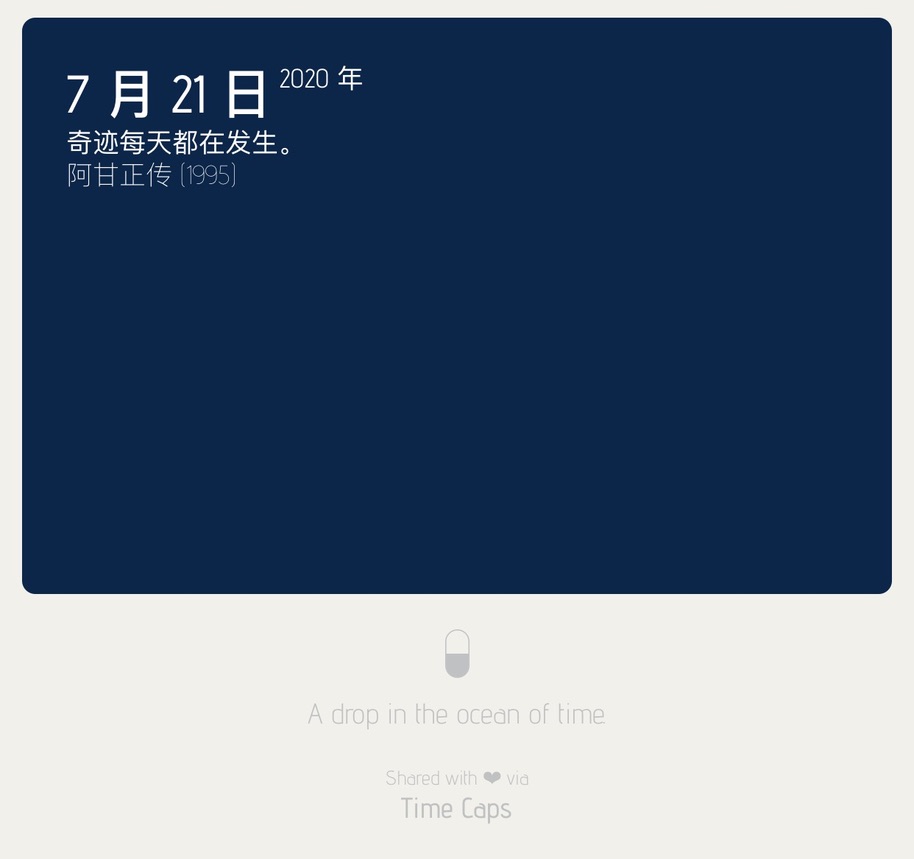 7 月 21 日 2020 年
奇迹每天都在发生。
阿甘正传 (1995)
A drop in the ocean of time
Shared with ❤ via
Time Caps